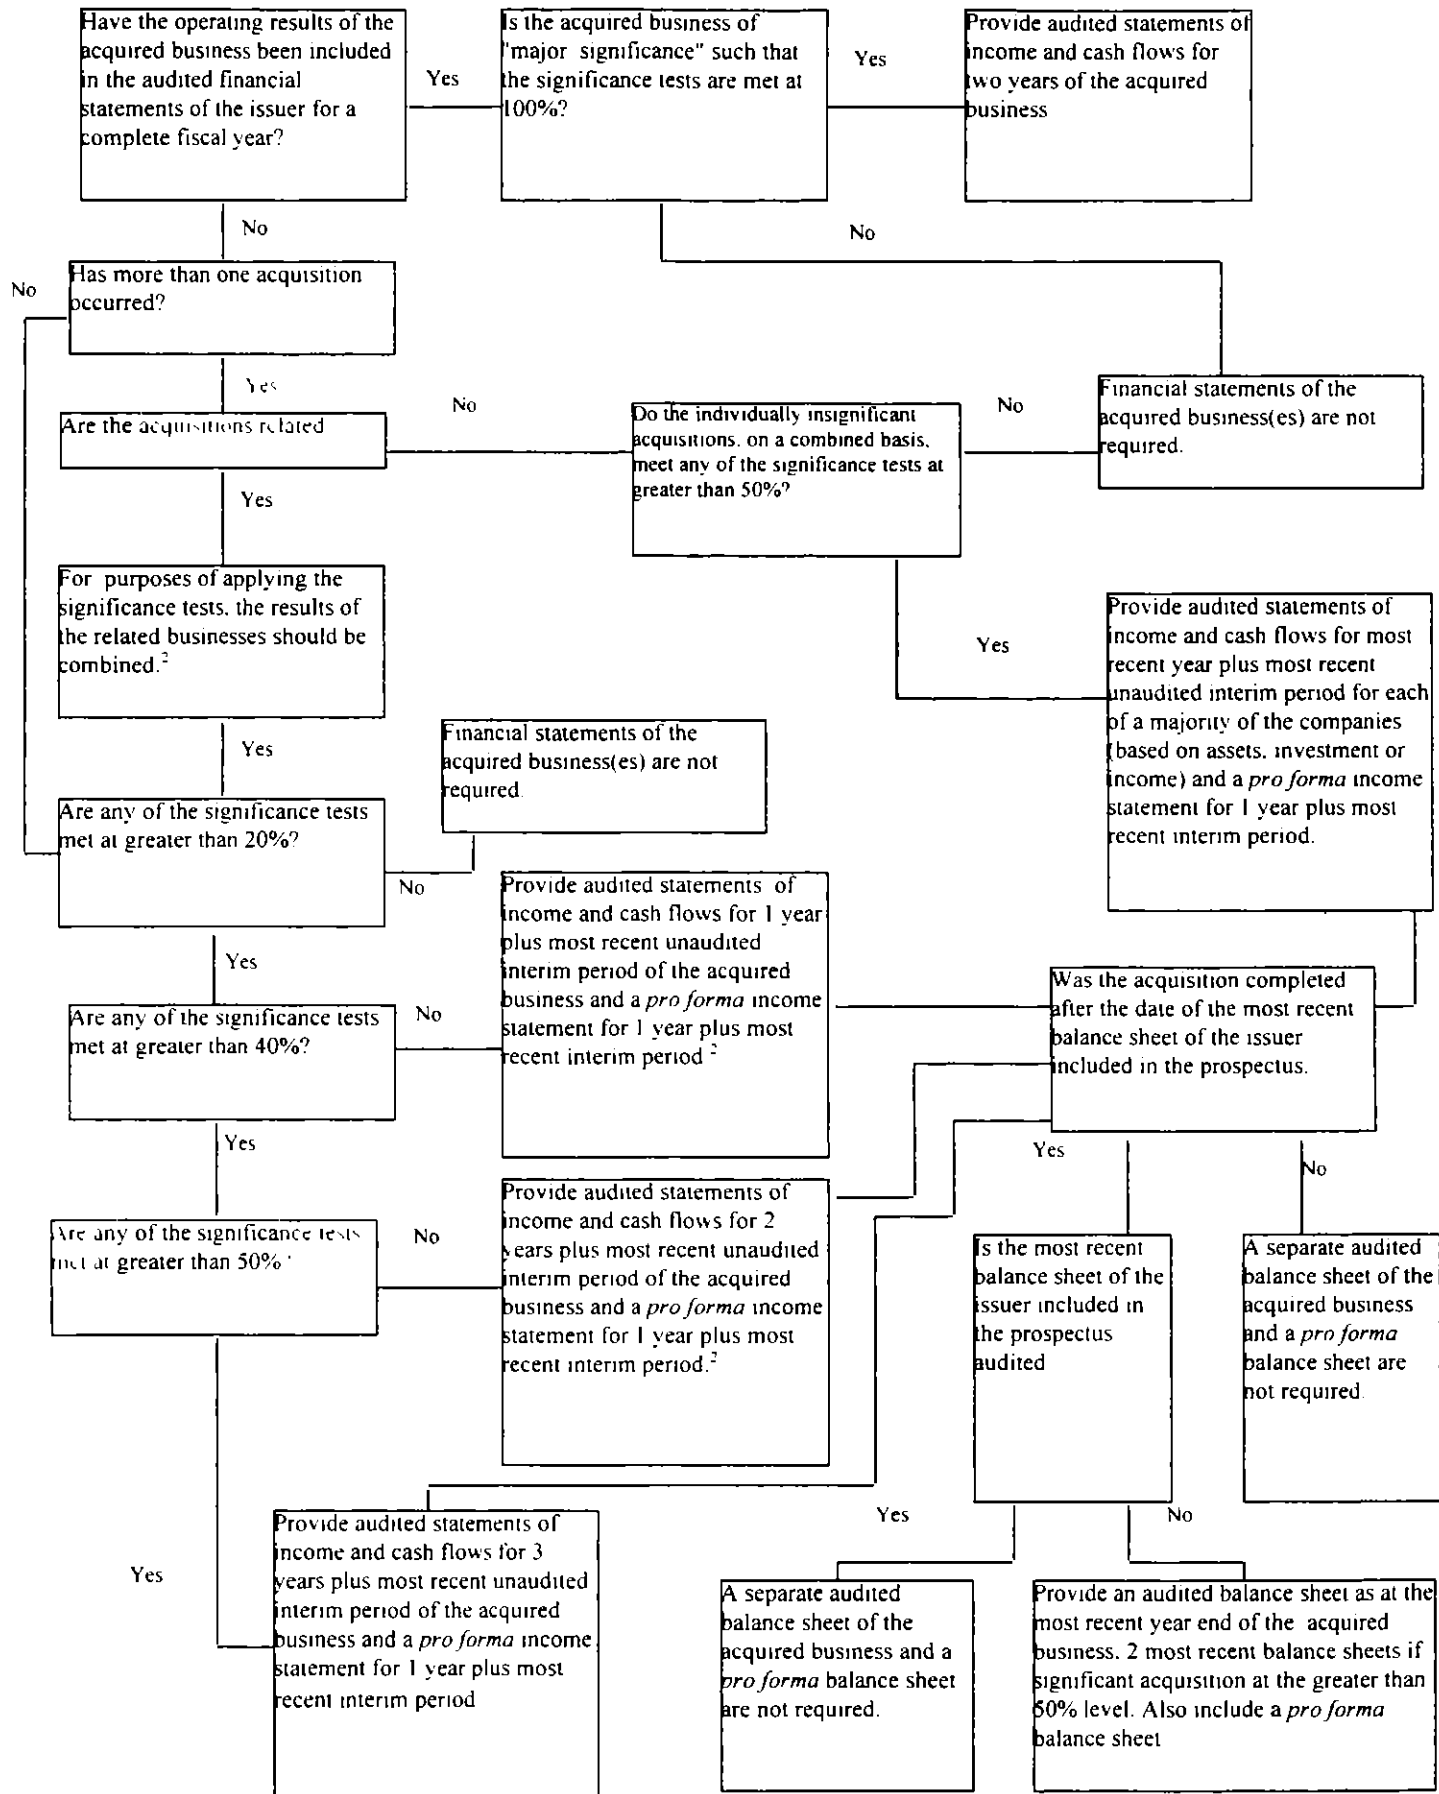 Have the operating results of the
acquired business been included
in the audited financial
statements of the issuer for a
complete fiscal year?
Yes
Is the acquired business of
"major significance" such that
the significance tests are met at
100%?
Yes
Provide audited statements of
income and cash flows for
two years of the acquired
business
No
No
Has more than one acquisition
occurred?
No
Yes
Are the acquisitions related
No
Do the individually insignificant
acquisitions, on a combined basis,
meet any of the significance tests at
greater than 50%?
No
Financial statements of the
acquired business(es) are not
required.
Yes
For purposes of applying the
significance tests, the results of
the related businesses should be
combined.²
Yes
Provide audited statements of
income and cash flows for most
recent year plus most recent
unaudited interim period for each
of a majority of the companies
(based on assets, investment or
income) and a pro forma income
statement for 1 year plus most
recent interim period.
Yes
Financial statements of the
acquired business(es) are not
required.
Are any of the significance tests
met at greater than 20%?
No
Provide audited statements of
income and cash flows for 1 year
plus most recent unaudited
interim period of the acquired
business and a pro forma income
statement for 1 year plus most
recent interim period ²
Yes
Are any of the significance tests
met at greater than 40%?
No
Was the acquisition completed
after the date of the most recent
balance sheet of the issuer
included in the prospectus.
Yes
Yes
No
Are any of the significance tests
met at greater than 50%
No
Provide audited statements of
income and cash flows for 2
years plus most recent unaudited
interim period of the acquired
business and a pro forma income
statement for 1 year plus most
recent interim period.²
Is the most recent
balance sheet of the
issuer included in
the prospectus
audited
A separate audited
balance sheet of the
acquired business
and a pro forma
balance sheet are
not required.
Yes
No
Yes
Provide audited statements of
income and cash flows for 3
years plus most recent unaudited
interim period of the acquired
business and a pro forma income
statement for 1 year plus most
recent interim period
A separate audited
balance sheet of the
acquired business and a
pro forma balance sheet
are not required.
Provide an audited balance sheet as at the
most recent year end of the acquired
business. 2 most recent balance sheets if
significant acquisition at the greater than
50% level. Also include a pro forma
balance sheet